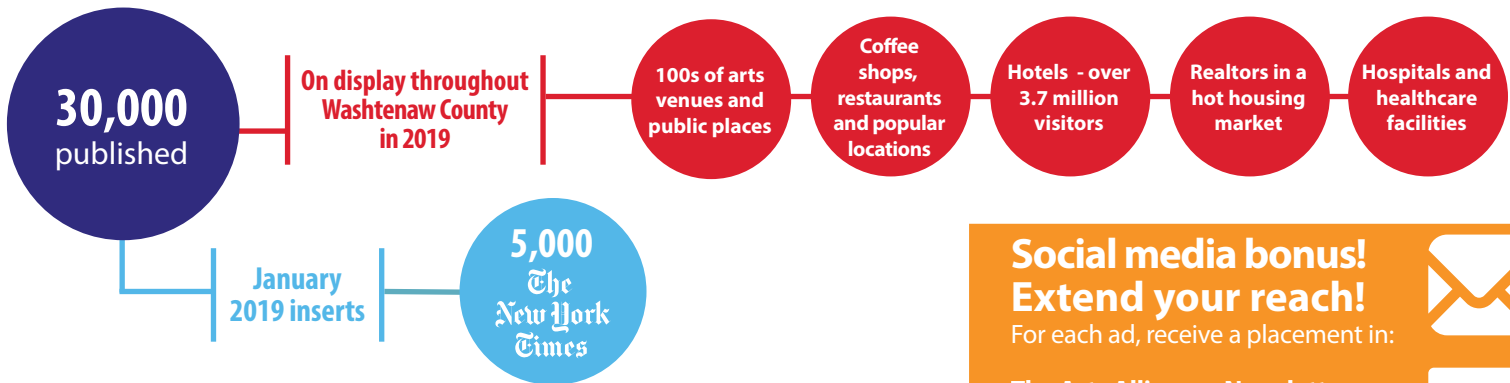 30,000
published
On display throughout
Washtenaw County
in 2019
100s of arts
venues and
public places
Coffee
shops,
restaurants
and popular
locations
Hotels - over
3.7 million
visitors
Realtors in a
hot housing
market
Hospitals and
healthcare
facilities
January
2019 inserts
5,000
The
New York
Times
Social media bonus!
Extend your reach!
For each ad, receive a placement in: